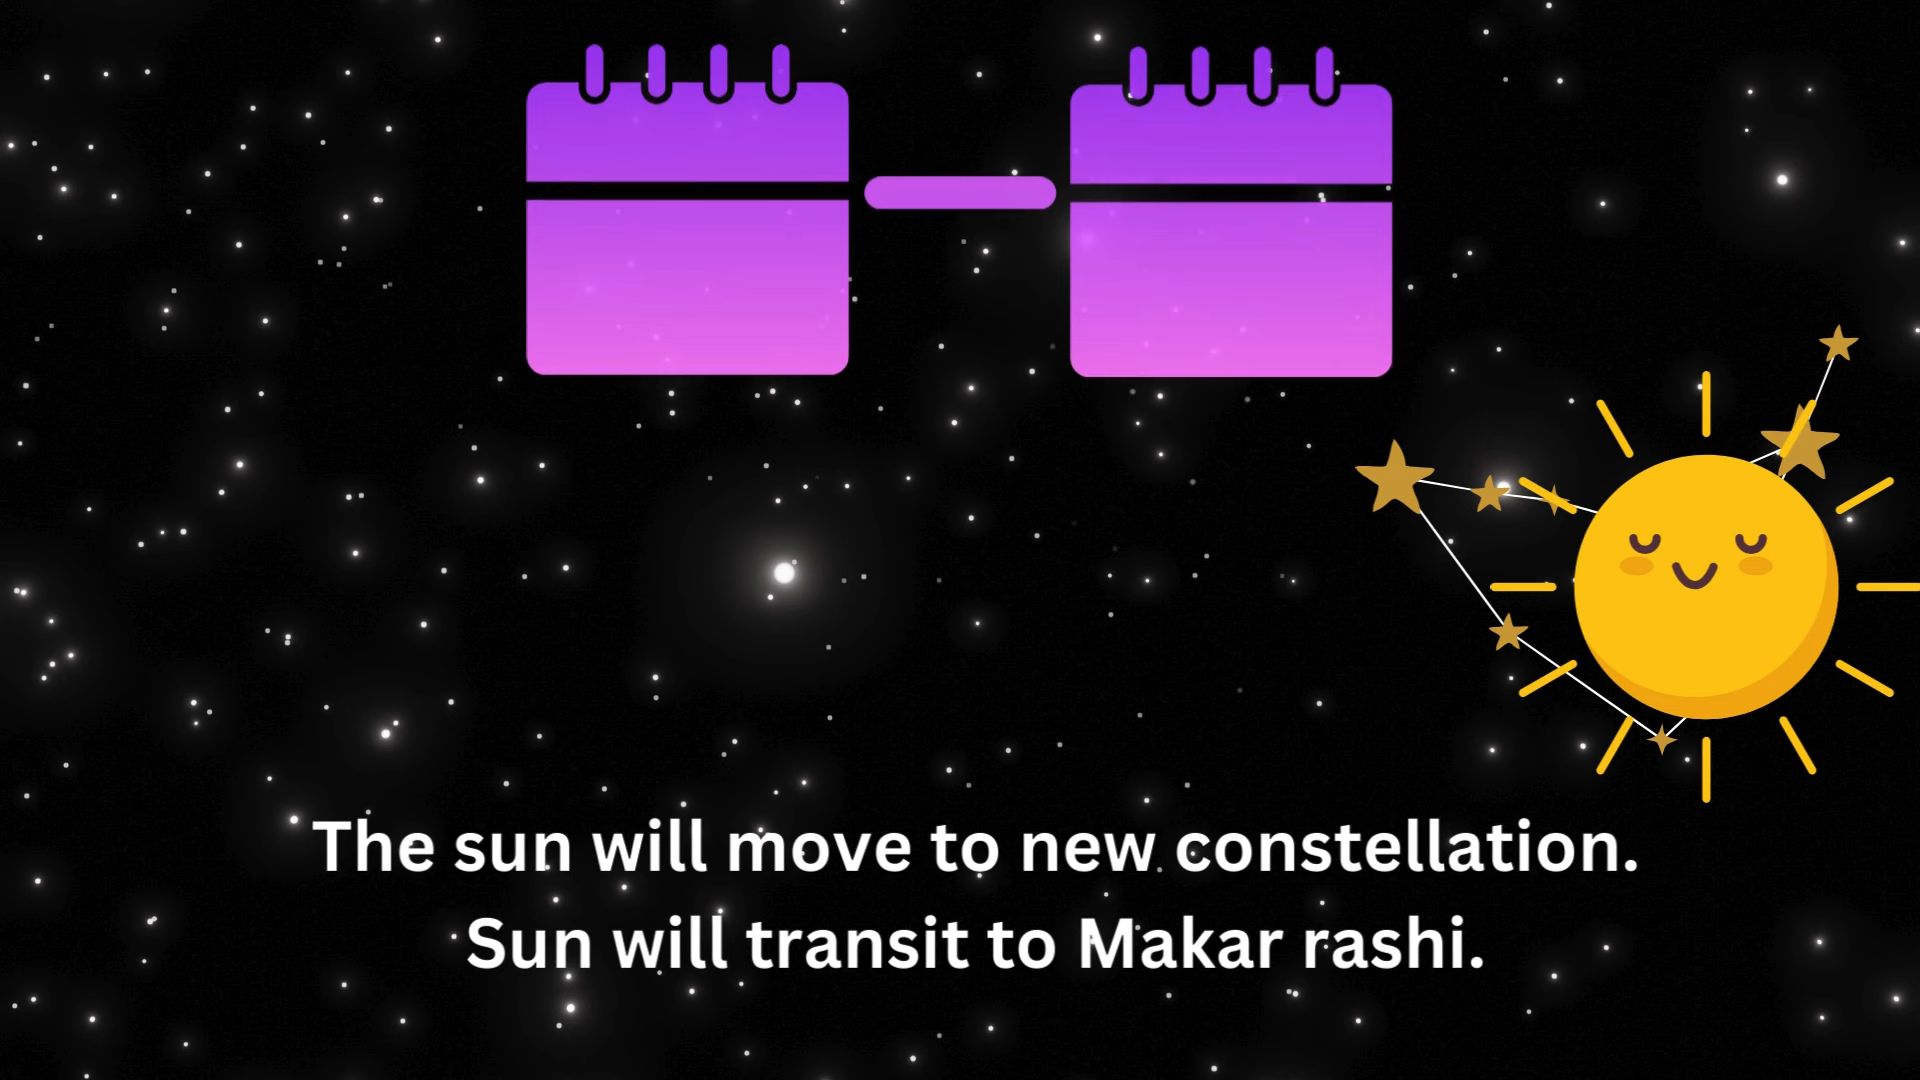 The sun will move to new constellation.
Sun will transit to Makar rashi.